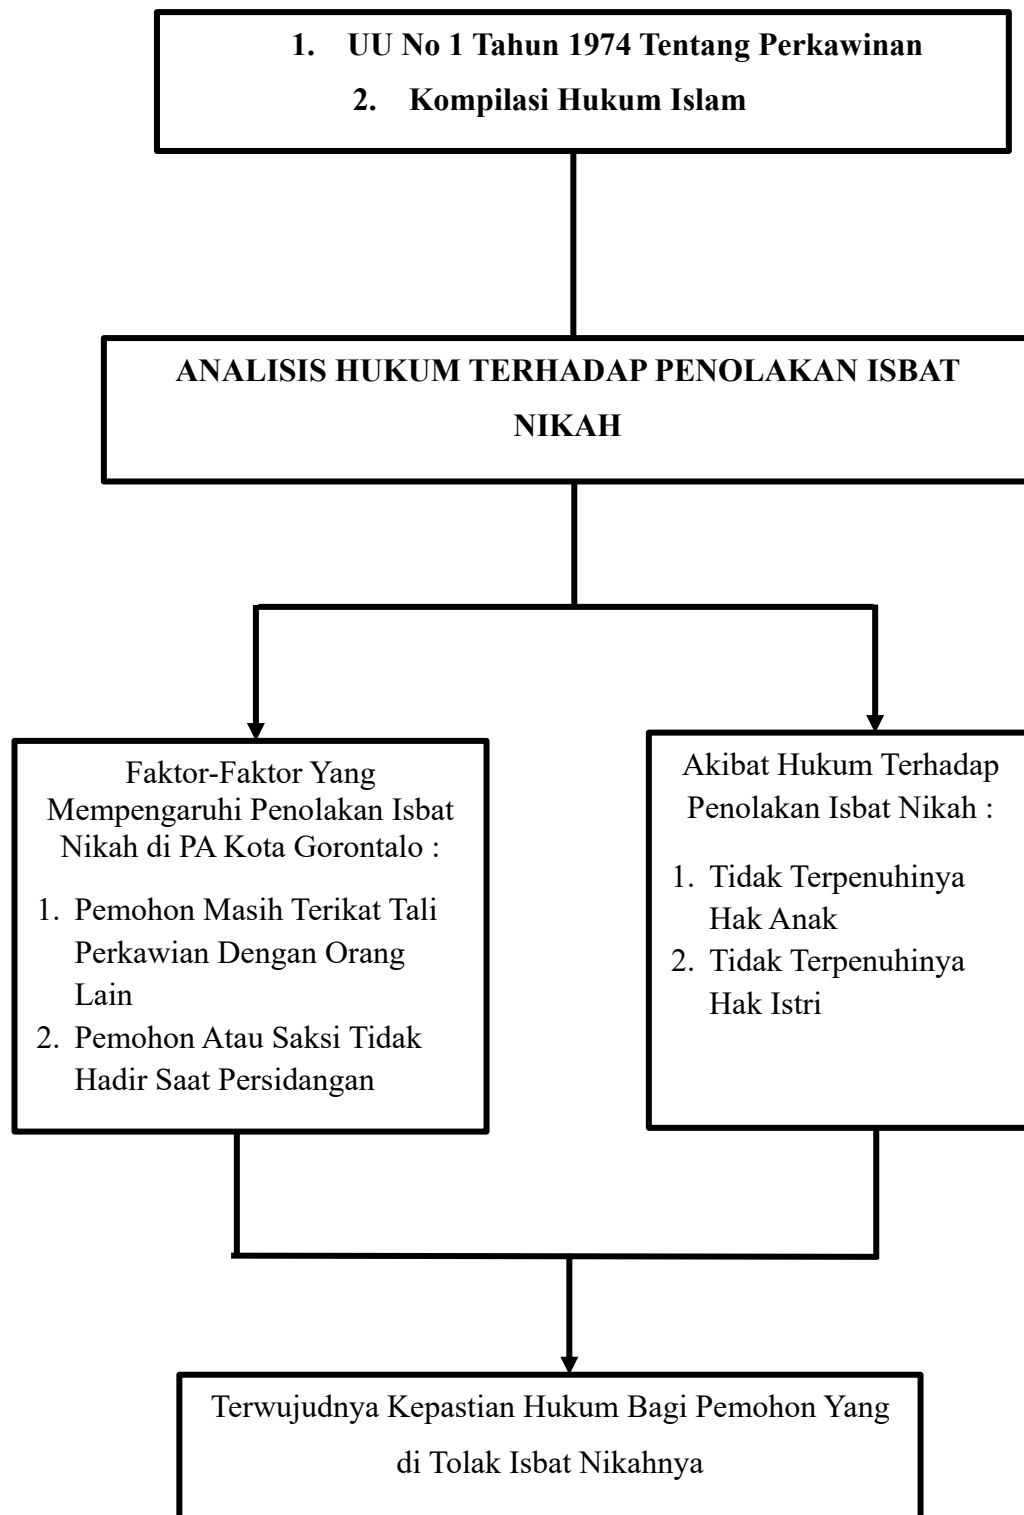 1. UU No 1 Tahun 1974 Tentang Perkawinan
2. Kompilasi Hukum Islam
ANALISIS HUKUM TERHADAP PENOLAKAN ISBAT
NIKAH
Faktor-Faktor Yang
Mempengaruhi Penolakan Isbat
Nikah di PA Kota Gorontalo :
1. Pemohon Masih Terikat Tali
Perkawian Dengan Orang
Lain
2. Pemohon Atau Saksi Tidak
Hadir Saat Persidangan
Akibat Hukum Terhadap
Penolakan Isbat Nikah :
1. Tidak Terpenuhinya
Hak Anak
2. Tidak Terpenuhinya
Hak Istri
Terwujudnya Kepastian Hukum Bagi Pemohon Yang
di Tolak Isbat Nikahnya